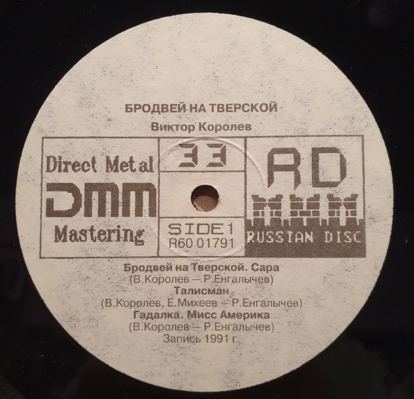 БРОДВЕЙ НА ТВЕРСКОЙ
Виктор Королев
Direct Metal
DMM
Mastering
33
SIDE 1
R60 01791
RD
RUSSIAN DISC
Бродвей на Тверской. Сара
(В.Королев — Р.Енгалычев)
Талисман
(В.Королев, Е.Михеев — Р.Енгалычев)
Гадалка. Мисс Америка
(В.Королев — Р.Енгалычев)
Запись 1991 г.